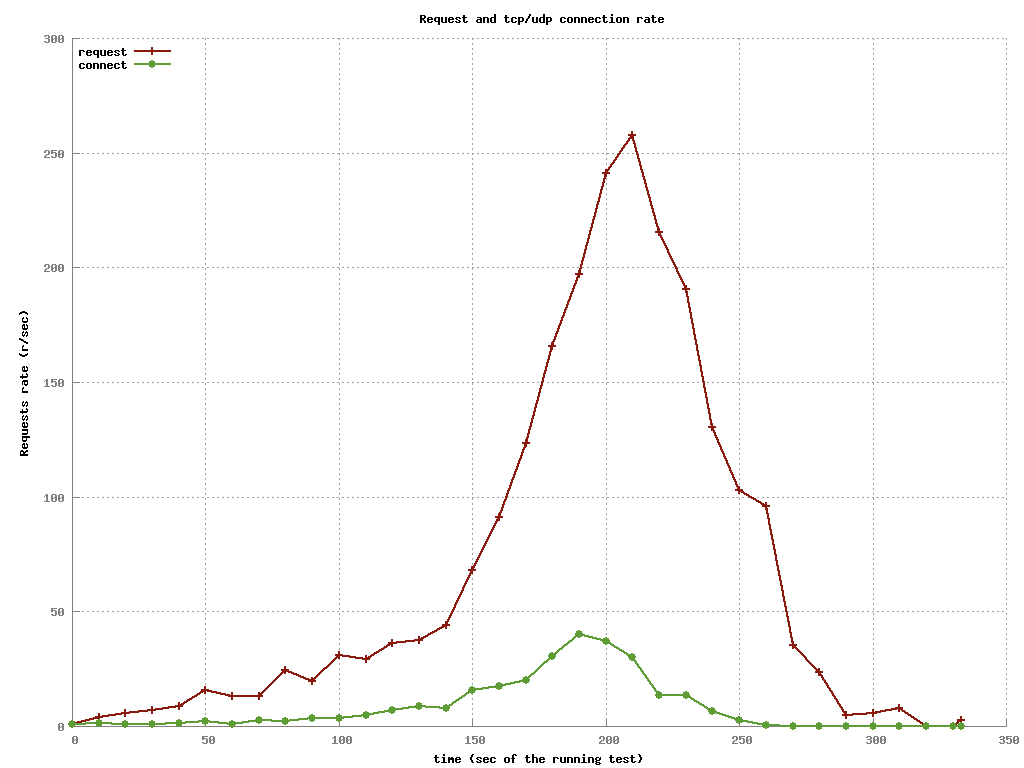 Request and tcp/udp connection rate
300
request
connect
250
200
150
100
50
0
Requests rate (r/sec)
0 50 100 150 200 250 300 350
time (sec of the running test)